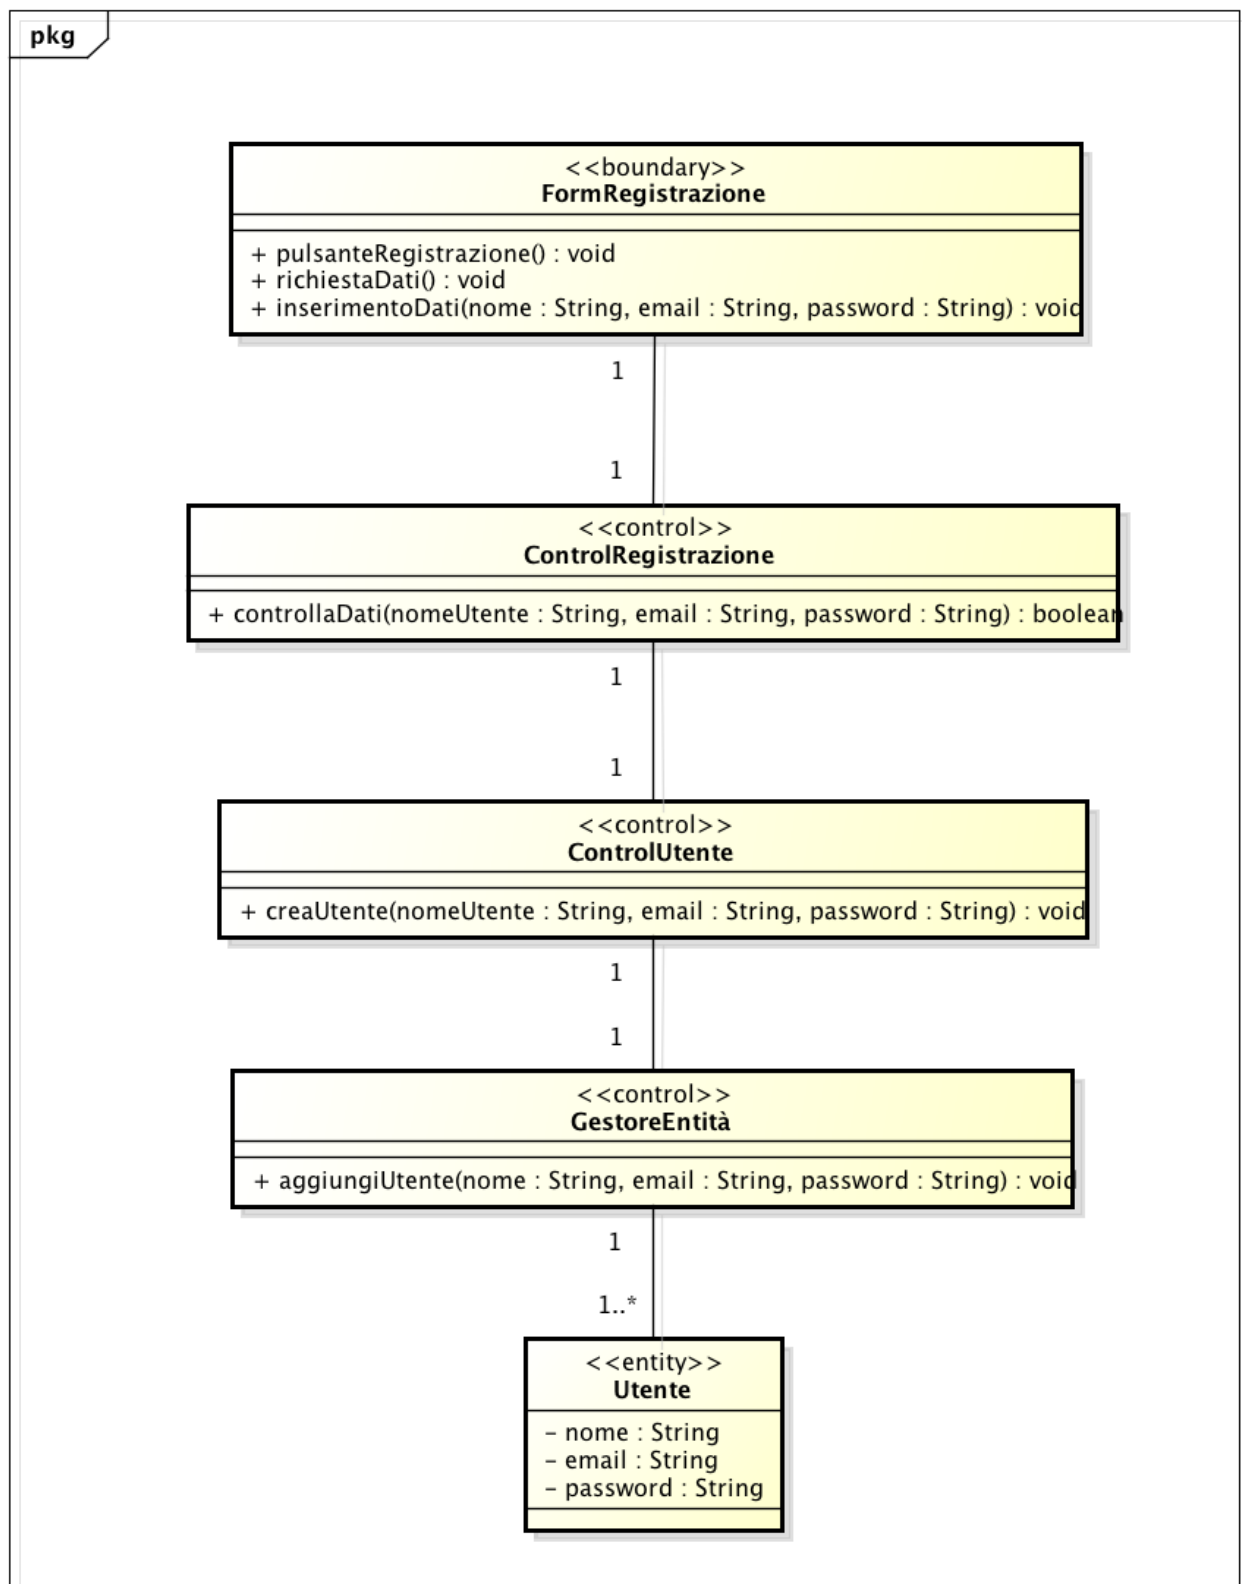 pkg
<<boundary>>
FormRegistrazione
+ pulsanteRegistrazione() : void
+ richiestaDati() : void
+ inserimentoDati(nome : String, email : String, password : String) : void
1
1
<<control>>
ControlRegistrazione
+ controllaDati(nomeUtente : String, email : String, password : String) : boolean
1
1
<<control>>
ControlUtente
+ creaUtente(nomeUtente : String, email : String, password : String) : void
1
1
<<control>>
GestoreEntità
+ aggiungiUtente(nome : String, email : String, password : String) : void
1
1..*
<<entity>>
Utente
- nome : String
- email : String
- password : String